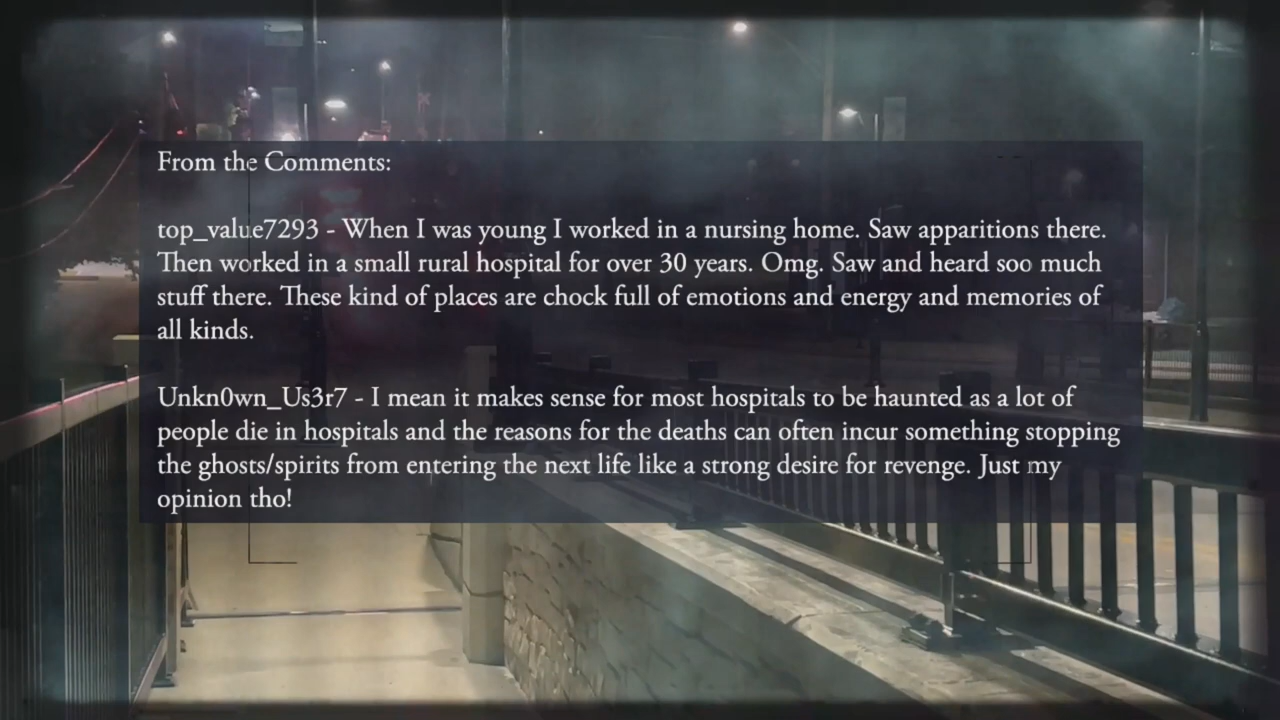 From the Comments:
top_value7293 - When I was young I worked in a nursing home. Saw apparitions there.
Then worked in a small rural hospital for over 30 years. Omg. Saw and heard soo much
stuff there. These kind of places are chock full of emotions and energy and memories of
all kinds.
Unkn0wn_Us3r7 - I mean it makes sense for most hospitals to be haunted as a lot of
people die in hospitals and the reasons for the deaths can often incur something stopping
the ghosts/spirits from entering the next life like a strong desire for revenge. Just my
opinion tho!